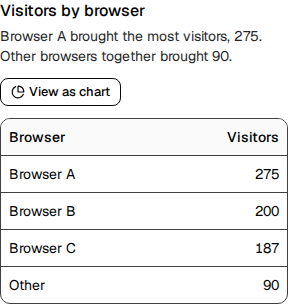 Visitors by browser
Browser A brought the most visitors, 275.
Other browsers together brought 90.
View as chart
Browser Visitors
Browser A 275
Browser B 200
Browser C 187
Other 90